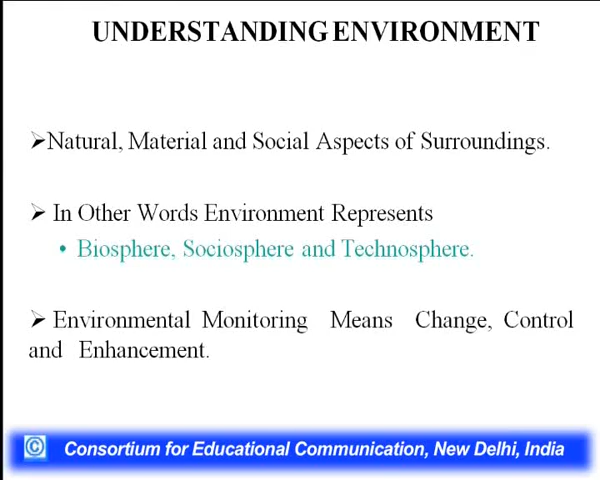 UNDERSTANDING ENVIRONMENT
➢Natural, Material and Social Aspects of Surroundings.
➢ In Other Words Environment Represents
• Biosphere, Sociosphere and Technosphere.
➢ Environmental Monitoring Means Change, Control
and Enhancement.
© Consortium for Educational Communication, New Delhi, India